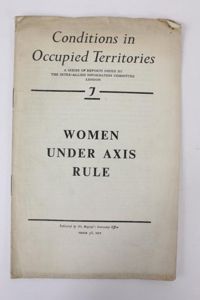 Conditions in
Occupied Territories
A SERIES OF REPORTS ISSUED BY
THE INTER-ALLIED INFORMATION COMMITTEE
LONDON
7
WOMEN
UNDER AXIS
RULE
Published by His Majesty's Stationery Office